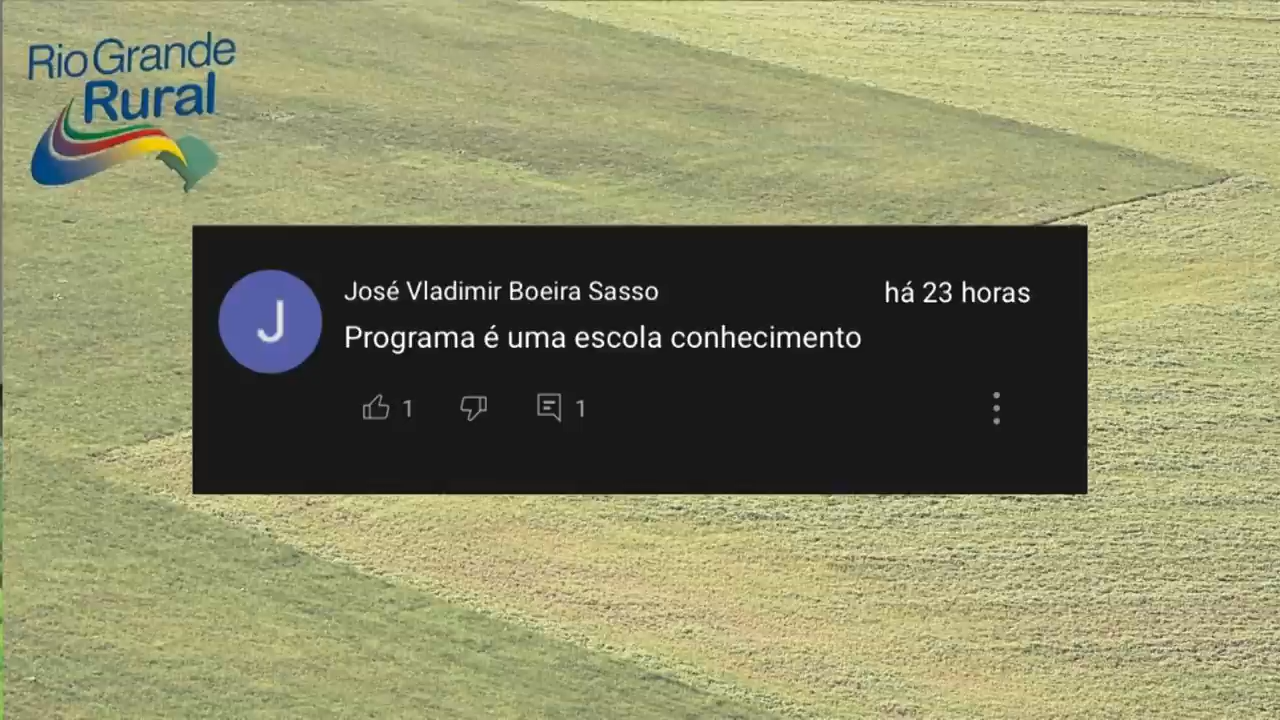 Rio Grande
Rural
José Vladimir Boeira Sasso
há 23 horas
Programa é uma escola conhecimento
J
1
1